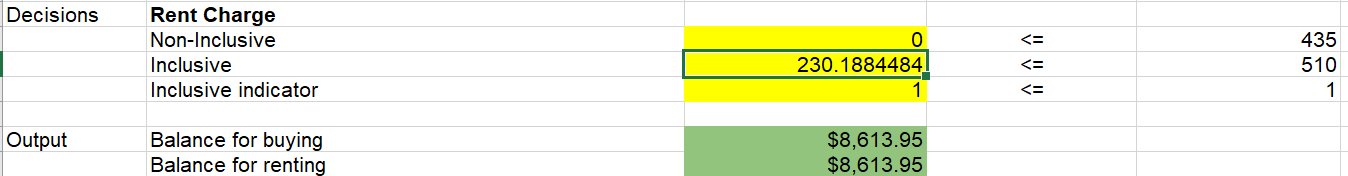 Decisions Rent Charge
Non-Inclusive 0 <= 435
Inclusive 230.1884484 <= 510
Inclusive indicator 1 <= 1
Output Balance for buying $8,613.95
Balance for renting $8,613.95